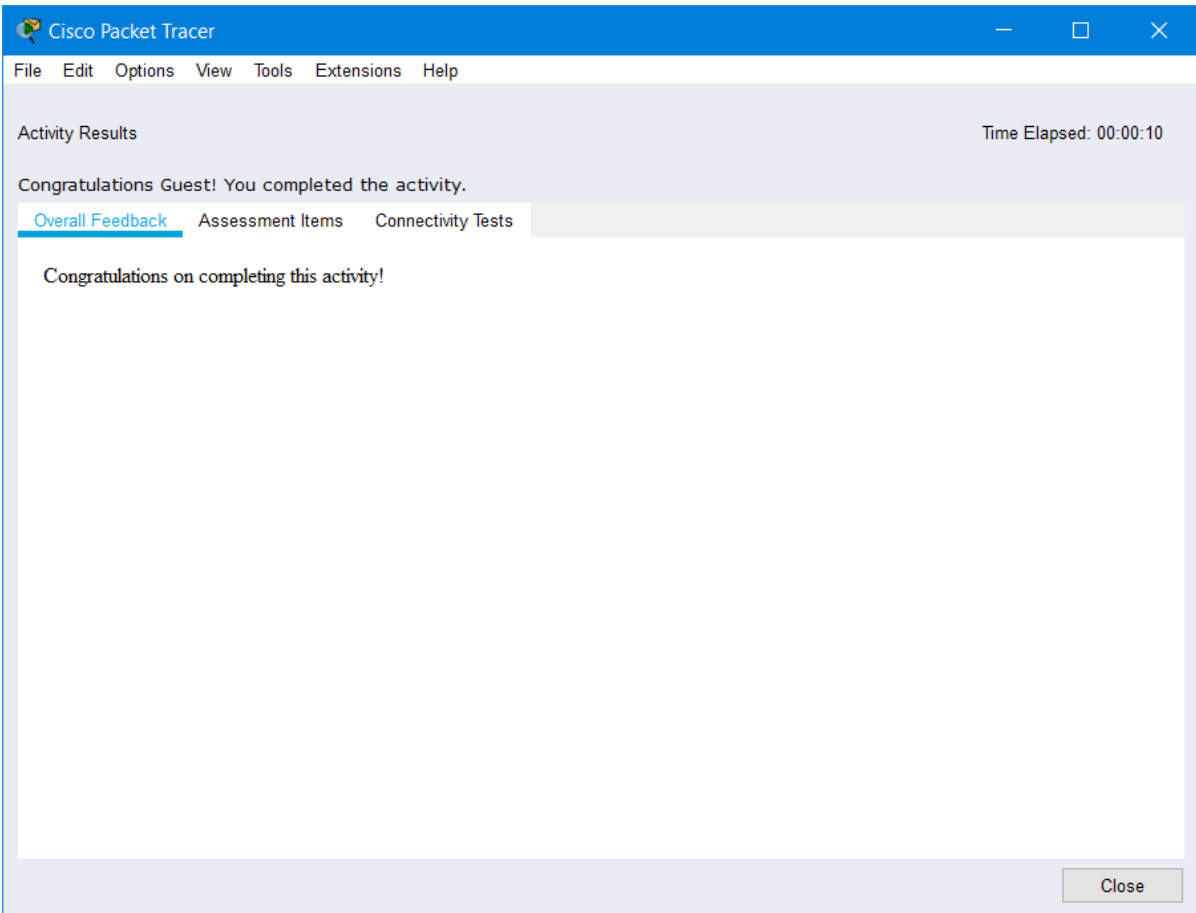 Cisco Packet Tracer
File Edit Options View Tools Extensions Help
Activity Results Time Elapsed: 00:00:10
Congratulations Guest! You completed the activity.
Overall Feedback Assessment Items Connectivity Tests
Congratulations on completing this activity!
Close